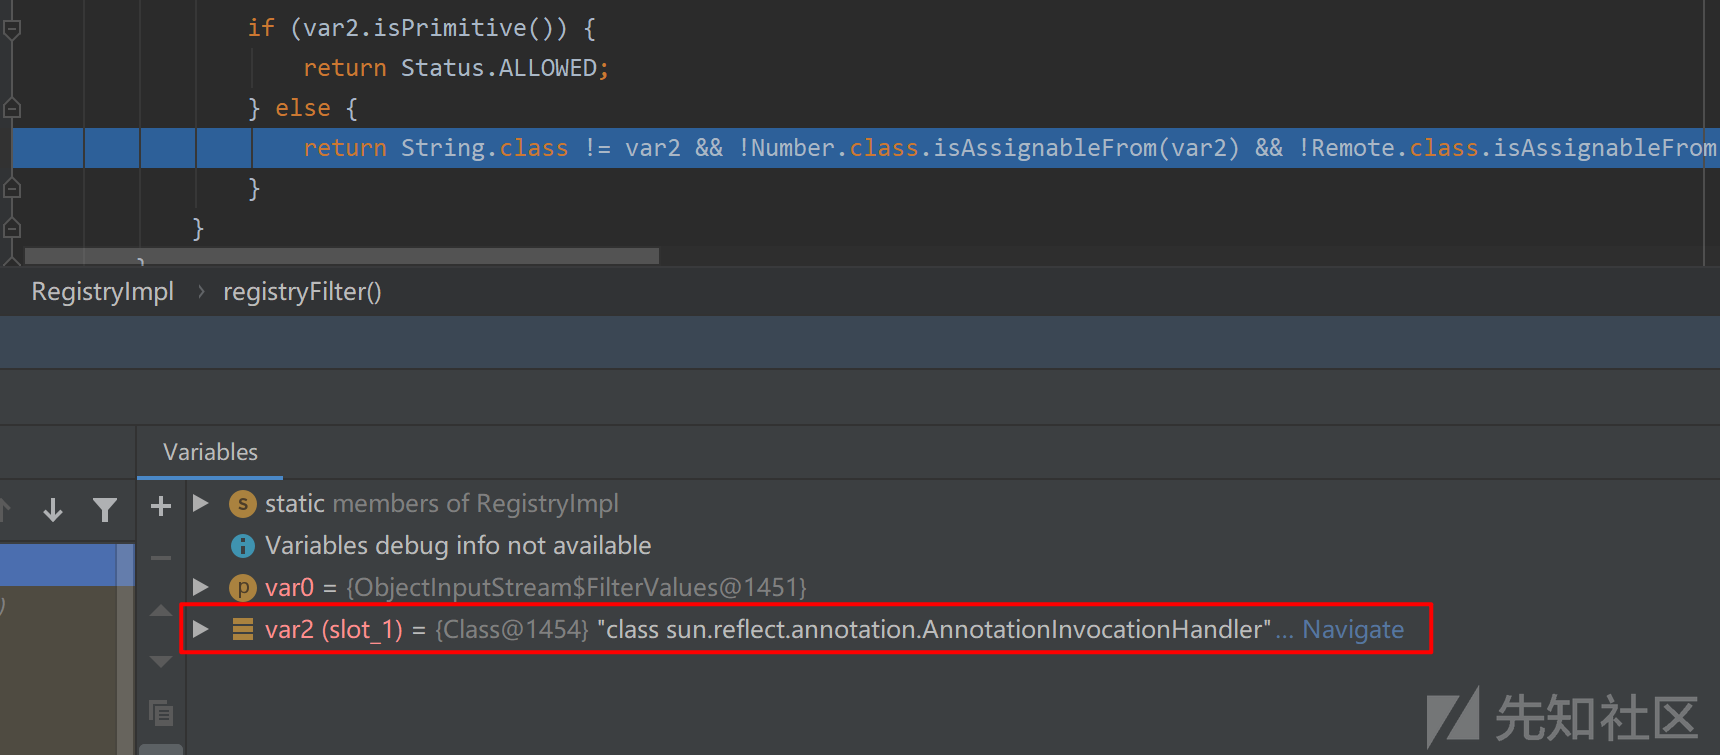 if (var2.isPrimitive()) {
return Status.ALLOWED;
} else {
return String.class != var2 && !Number.class.isAssignableFrom(var2) && !Remote.class.isAssignableFrom
}
}
}
RegistryImpl › registryFilter()
Variables
static members of RegistryImpl
Variables debug info not available
var0 = {ObjectInputStream$FilterValues@1451}
)
var2 (slot_1) = {Class@1454} "class sun.reflect.annotation.AnnotationInvocationHandler" ... Navigate
先知社区